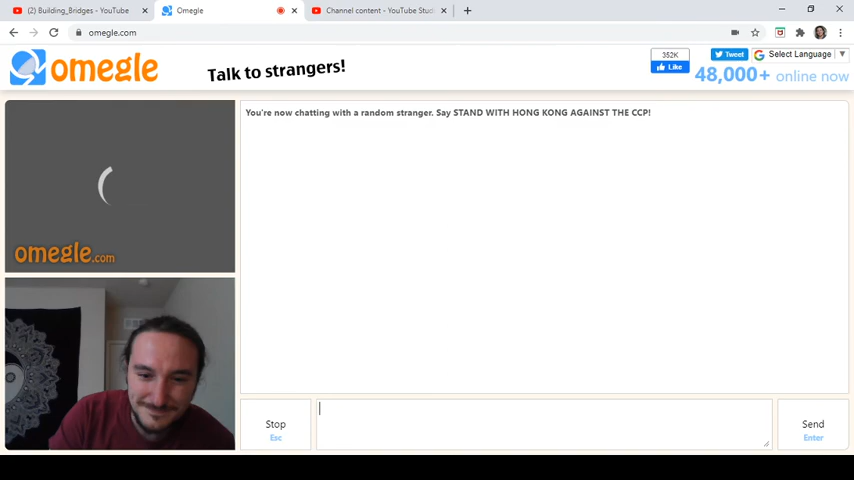 (2) Building_Bridges - YouTube
Omegle
Channel content - YouTube Stud
omegle.com
omegle
Talk to strangers!
352K
Like
Tweet
Select Language
48,000+ online now
You're now chatting with a random stranger. Say STAND WITH HONG KONG AGAINST THE CCP!
omegle.com
Stop
Esc
Send
Enter